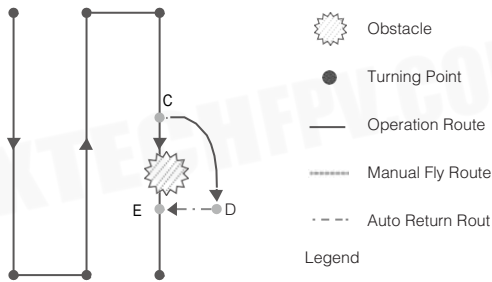 C
E
D
Obstacle
Turning Point
Operation Route
Manual Fly Route
Auto Return Rout
Legend